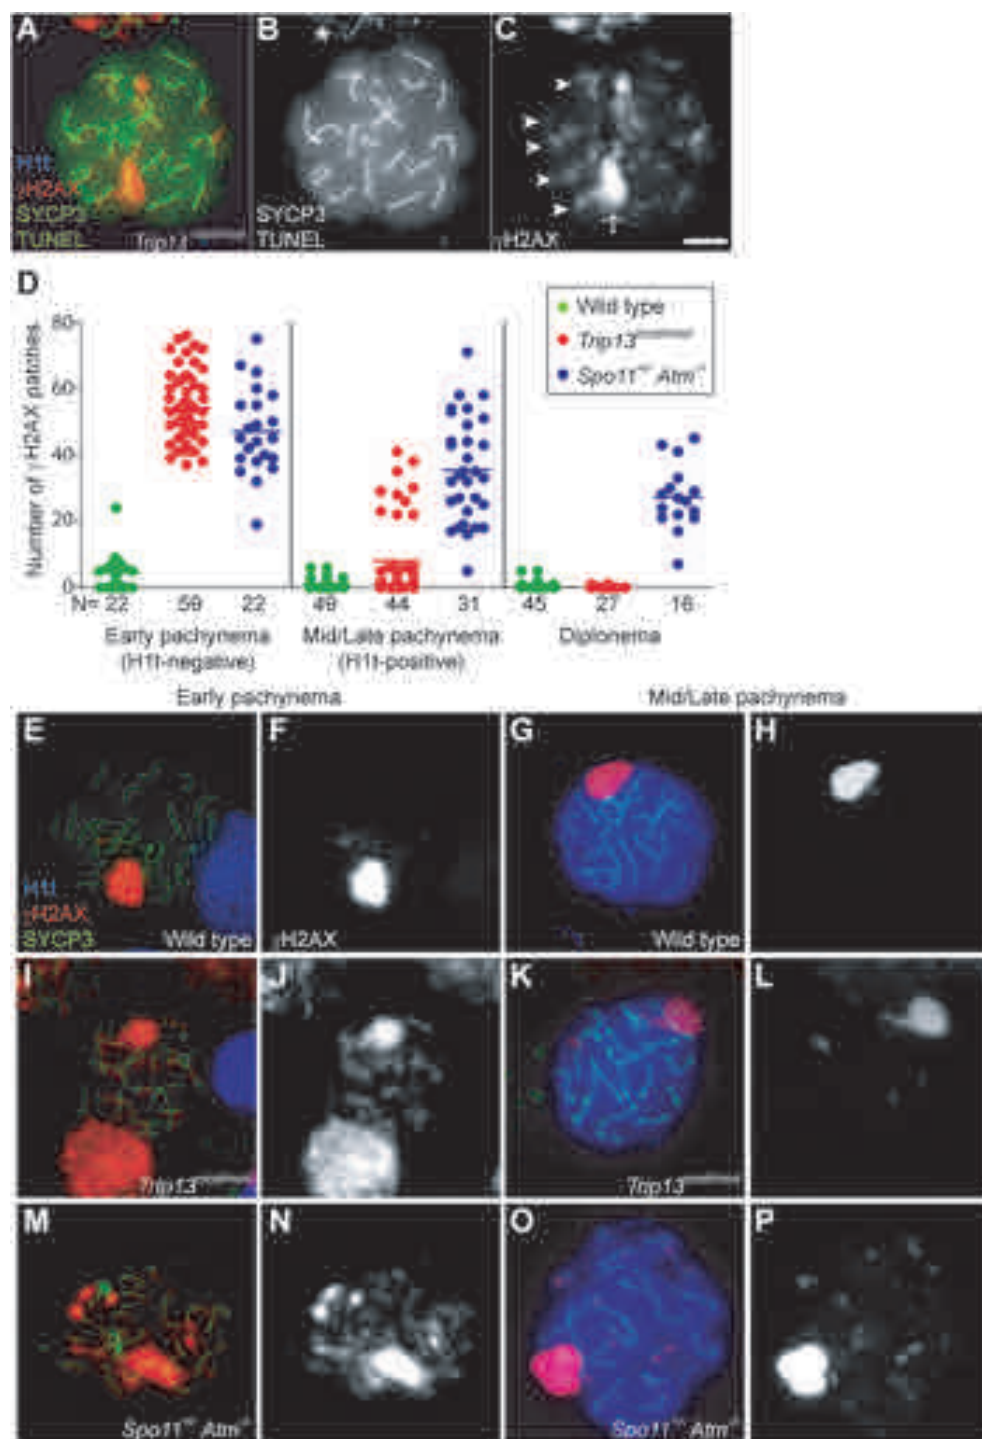 A
B
C
H1t
γH2AX
SYCP3
TUNEL
SYCP3
TUNEL
γH2AX
D
Wild type
Trip13
Spo11 Atm
Number of γH2AX patches
80
60
40
20
0
N= 22 59 22 49 44 31 45 27 16
Early pachynema
(H1t-negative)
Mid/Late pachynema
(H1t-positive)
Diplonema
Early pachynema
Mid/Late pachynema
E
F
G
H
H1t
γH2AX
SYCP3
Wild type
γH2AX
Wild type
I
J
K
L
Trip13
Trip13
M
N
O
P
Spo11 Atm
Spo11 Atm